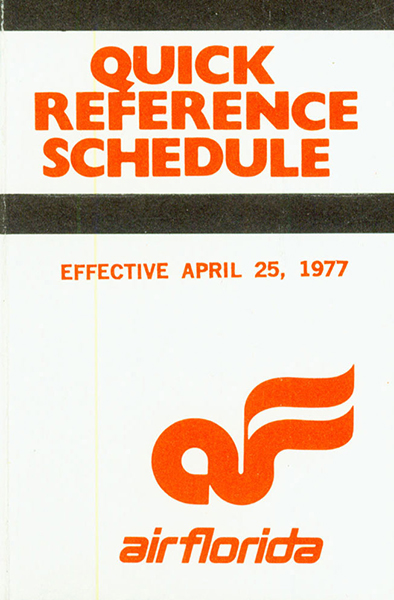 QUICK
REFERENCE
SCHEDULE
EFFECTIVE APRIL 25, 1977
airflorida